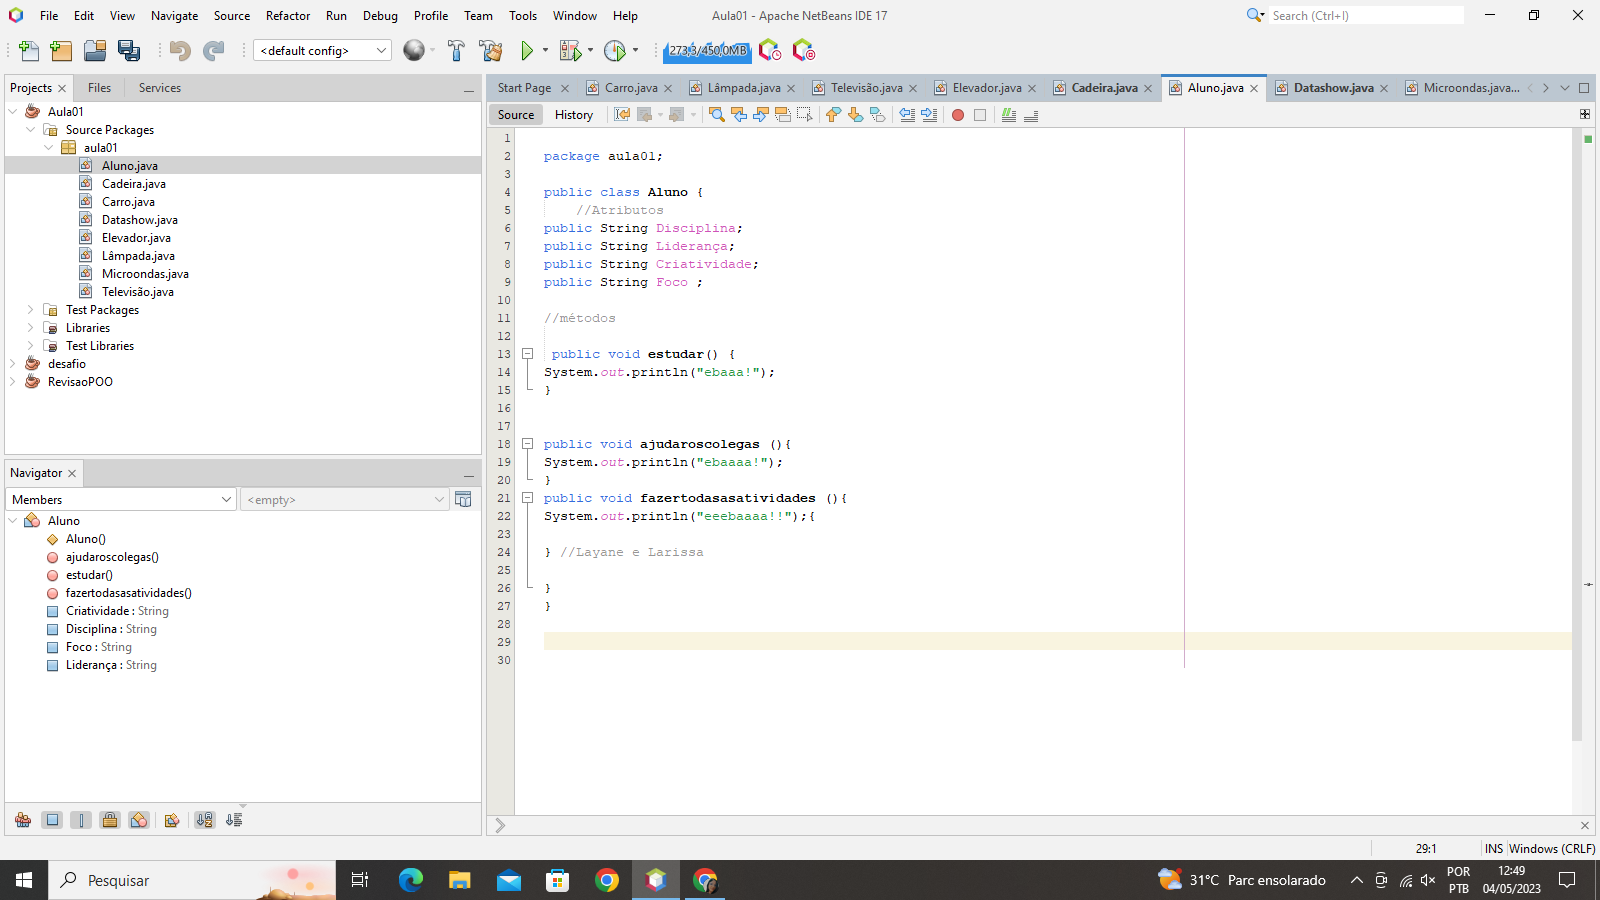 File Edit View Navigate Source Refactor Run Debug Profile Team Tools Window Help Aula01 - Apache NetBeans IDE 17 Search (Ctrl+I)
<default config> 273,3/450,0MB
Projects Files Services
Start Page Carro.java Lâmpada.java Televisão.java Elevador.java Cadeira.java Aluno.java Datashow.java Microondas.java...
Source History
Aula01
Source Packages
aula01
Aluno.java
Cadeira.java
Carro.java
Datashow.java
Elevador.java
Lâmpada.java
Microondas.java
Televisão.java
Test Packages
Libraries
Test Libraries
desafio
RevisaoPOO
Navigator
Members <empty>
Aluno
Aluno()
ajudaroscolegas()
estudar()
fazertodasasatividades()
Criatividade : String
Disciplina : String
Foco : String
Liderança : String
1
2 package aula01;
3
4 public class Aluno {
5 //Atributos
6 public String Disciplina;
7 public String Liderança;
8 public String Criatividade;
9 public String Foco ;
10
11 //métodos
12
13 public void estudar() {
14 System.out.println("ebaaa!");
15 }
16
17
18 public void ajudaroscolegas (){
19 System.out.println("ebaaaa!");
20 }
21 public void fazertodasasatividades (){
22 System.out.println("eeebaaaa!!");{
23
24 } //Layane e Larissa
25
26 }
27 }
28
29
30
29:1 INS Windows (CRLF)
Pesquisar
31°C Parc ensolarado
POR
PTB
12:49
04/05/2023